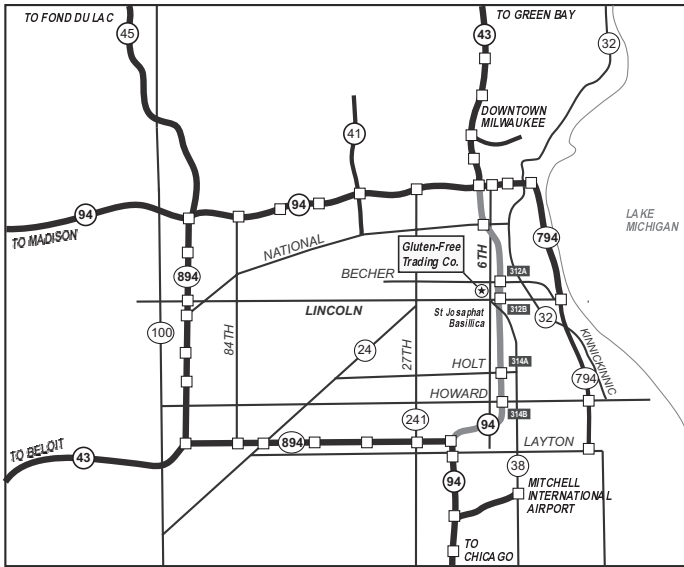 TO FOND DU LAC
TO GREEN BAY
45
43
32
DOWNTOWN
MILWAUKEE
41
94
94
LAKE
MICHIGAN
TO MADISON
NATIONAL
6TH
794
Gluten-Free
Trading Co.
894
BECHER
312A
LINCOLN
St Josaphat
Basillica
312B
32
100
84TH
24
27TH
KINNICKINNIC
HOLT
314A
794
HOWARD
241
314B
94
TO BELOIT
43
894
LAYTON
38
94
MITCHELL
INTERNATIONAL
AIRPORT
TO
CHICAGO